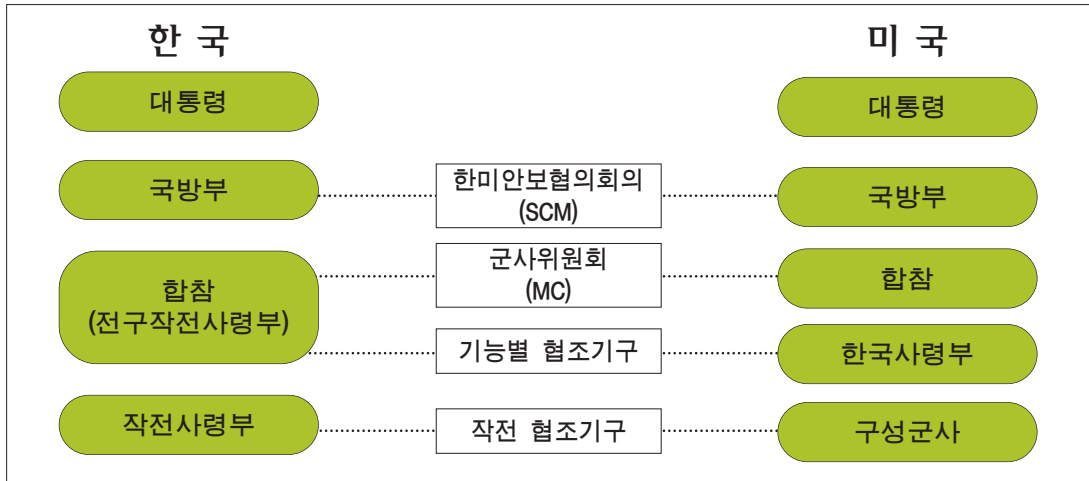 한 국
미 국
대통령
대통령
국방부
한미안보협의회의
(SCM)
국방부
합참
(전구작전사령부)
군사위원회
(MC)
합참
기능별 협조기구
한국사령부
작전사령부
작전 협조기구
구성군사